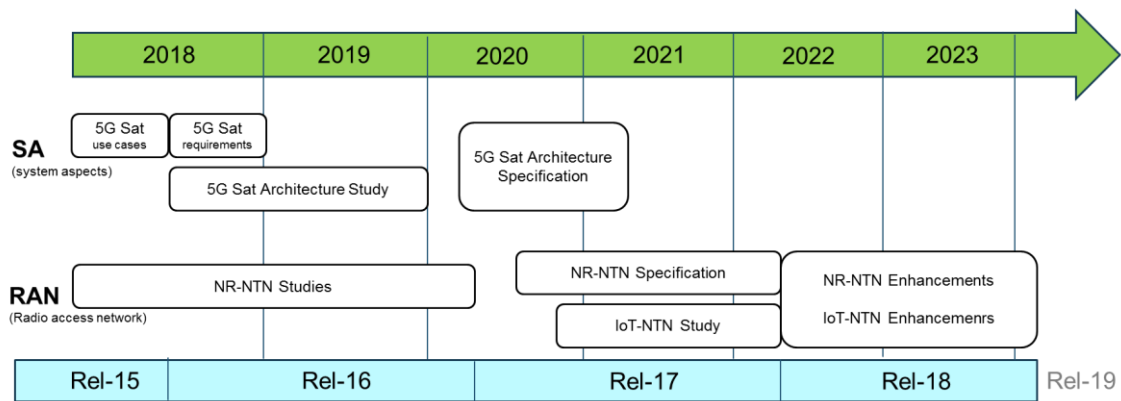 2018 2019 2020 2021 2022 2023
5G Sat
use cases
5G Sat
requirements
SA
(system aspects)
5G Sat Architecture Study
5G Sat Architecture
Specification
NR-NTN Studies
NR-NTN Specification
IoT-NTN Study
NR-NTN Enhancements
IoT-NTN Enhancemenrs
RAN
(Radio access network)
Rel-15 Rel-16 Rel-17 Rel-18 Rel-19